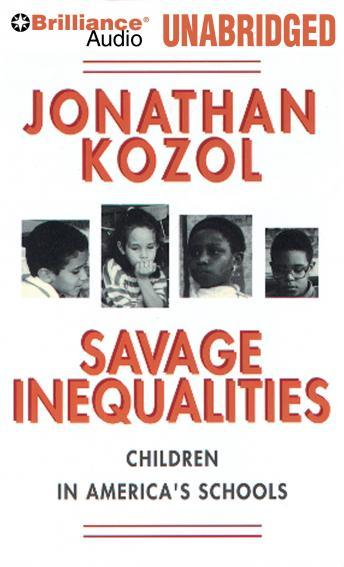 Brilliance Audio UNABRIDGED
JONATHAN
KOZOL
SAVAGE
INEQUALITIES
CHILDREN
IN AMERICA'S SCHOOLS